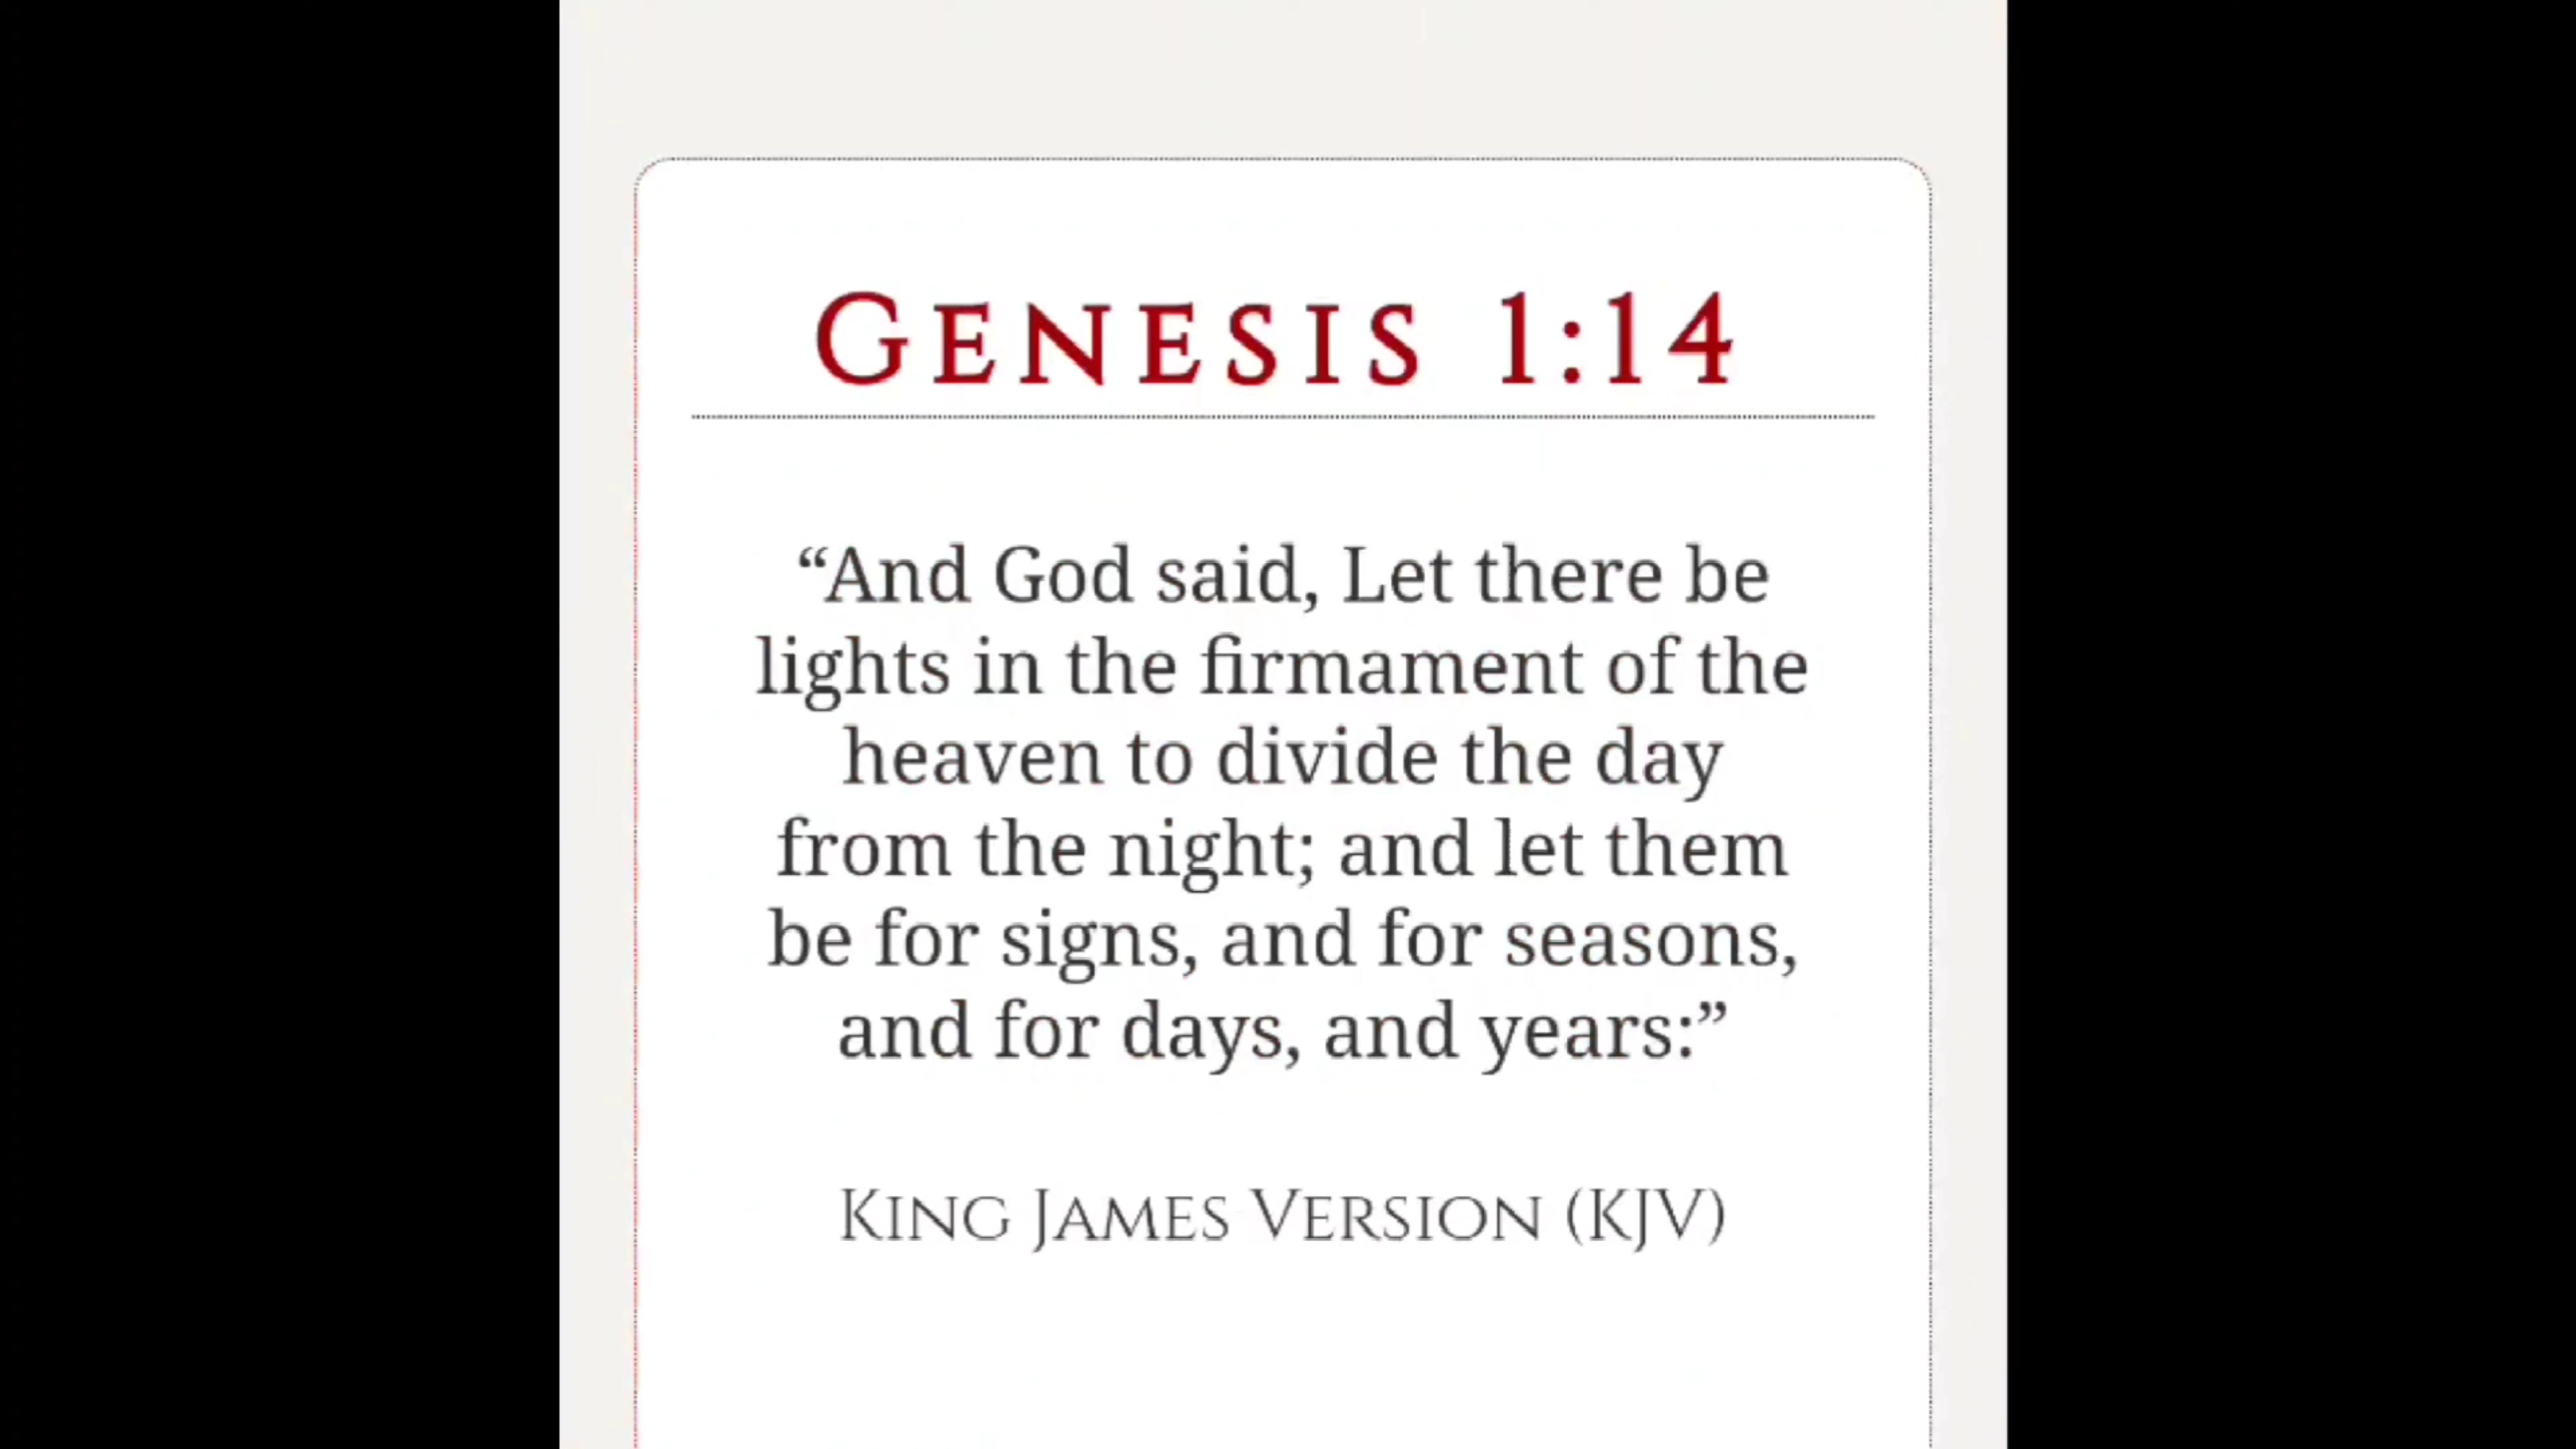 GENESIS 1:14
“And God said, Let there be
lights in the firmament of the
heaven to divide the day
from the night; and let them
be for signs, and for seasons,
and for days, and years:”
KING JAMES VERSION (KJV)